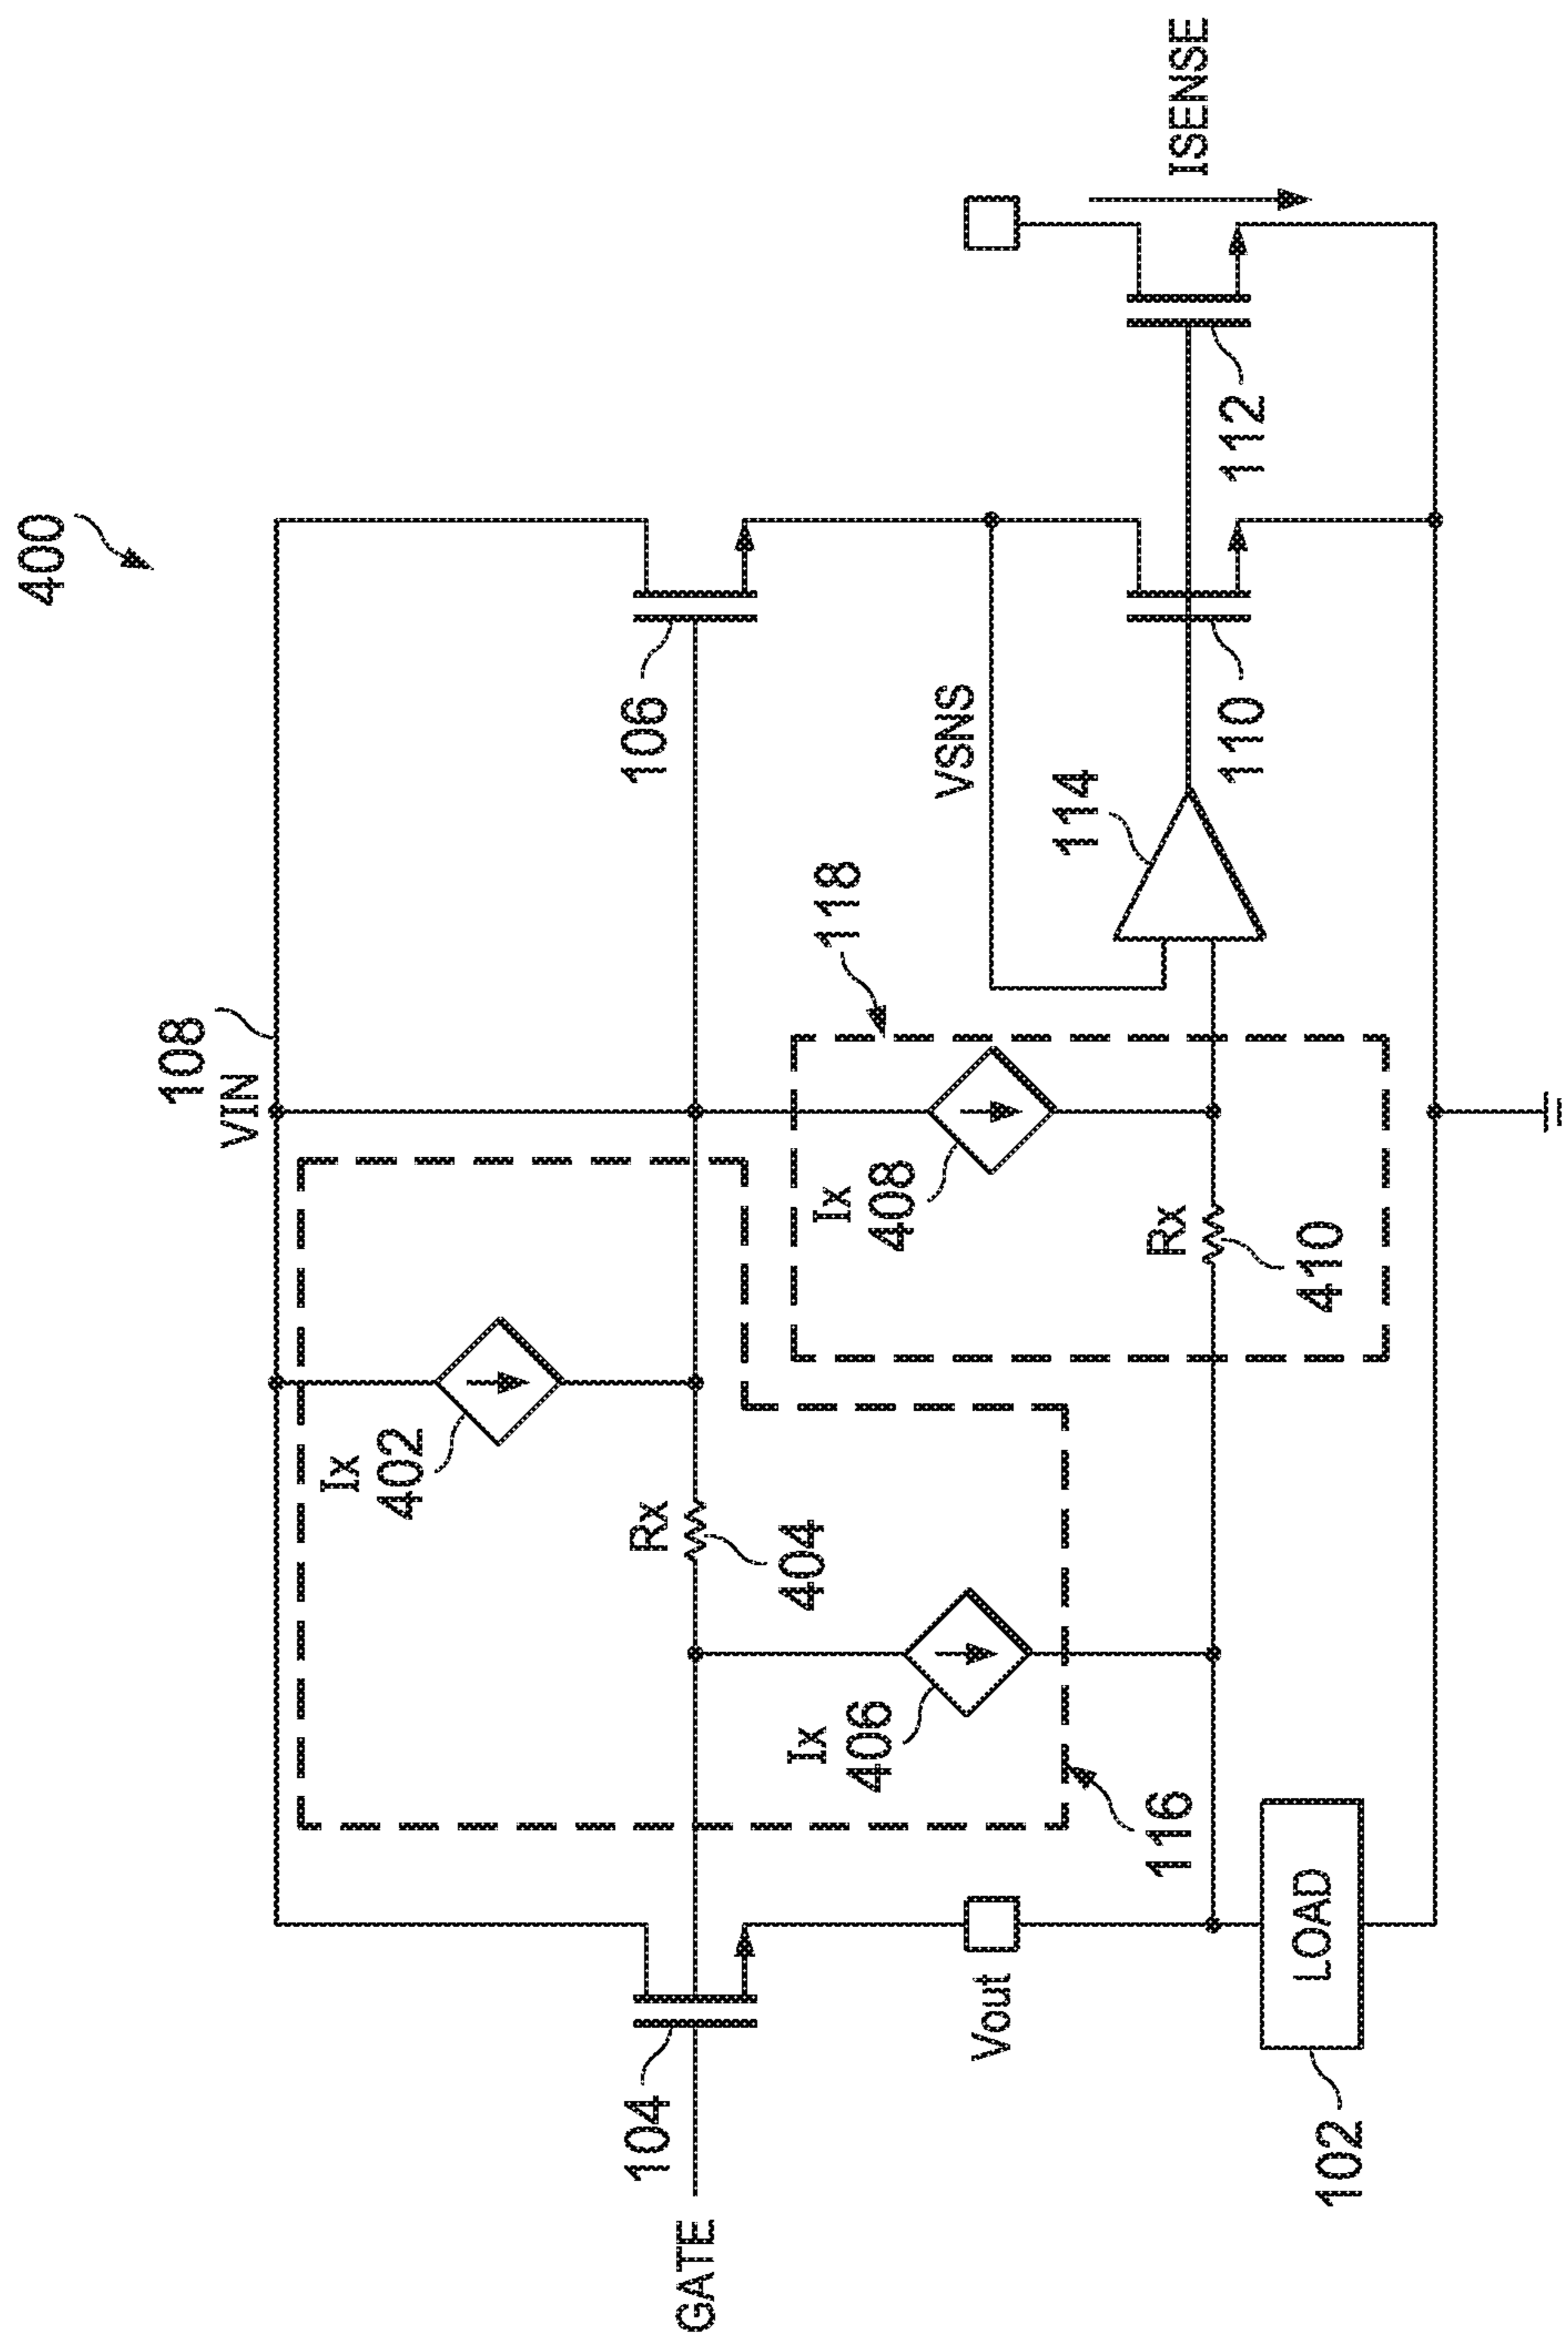 400
108
VIN
Ix
402
Rx
404
106
118
Ix
408
Ix
406
VSNS
114
110
112
ISENSE
Rx
410
116
104
GATE
Vout
LOAD
102